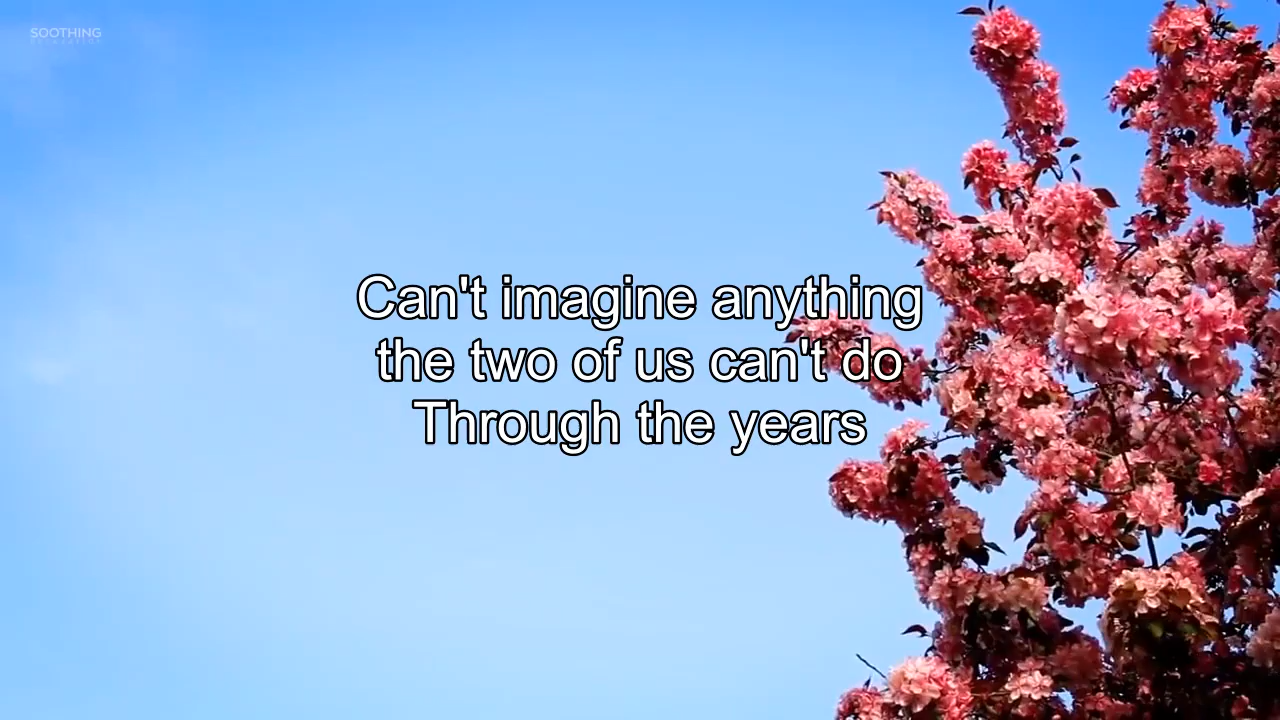 SOOTHING
Can't imagine anything
the two of us can't do
Through the years